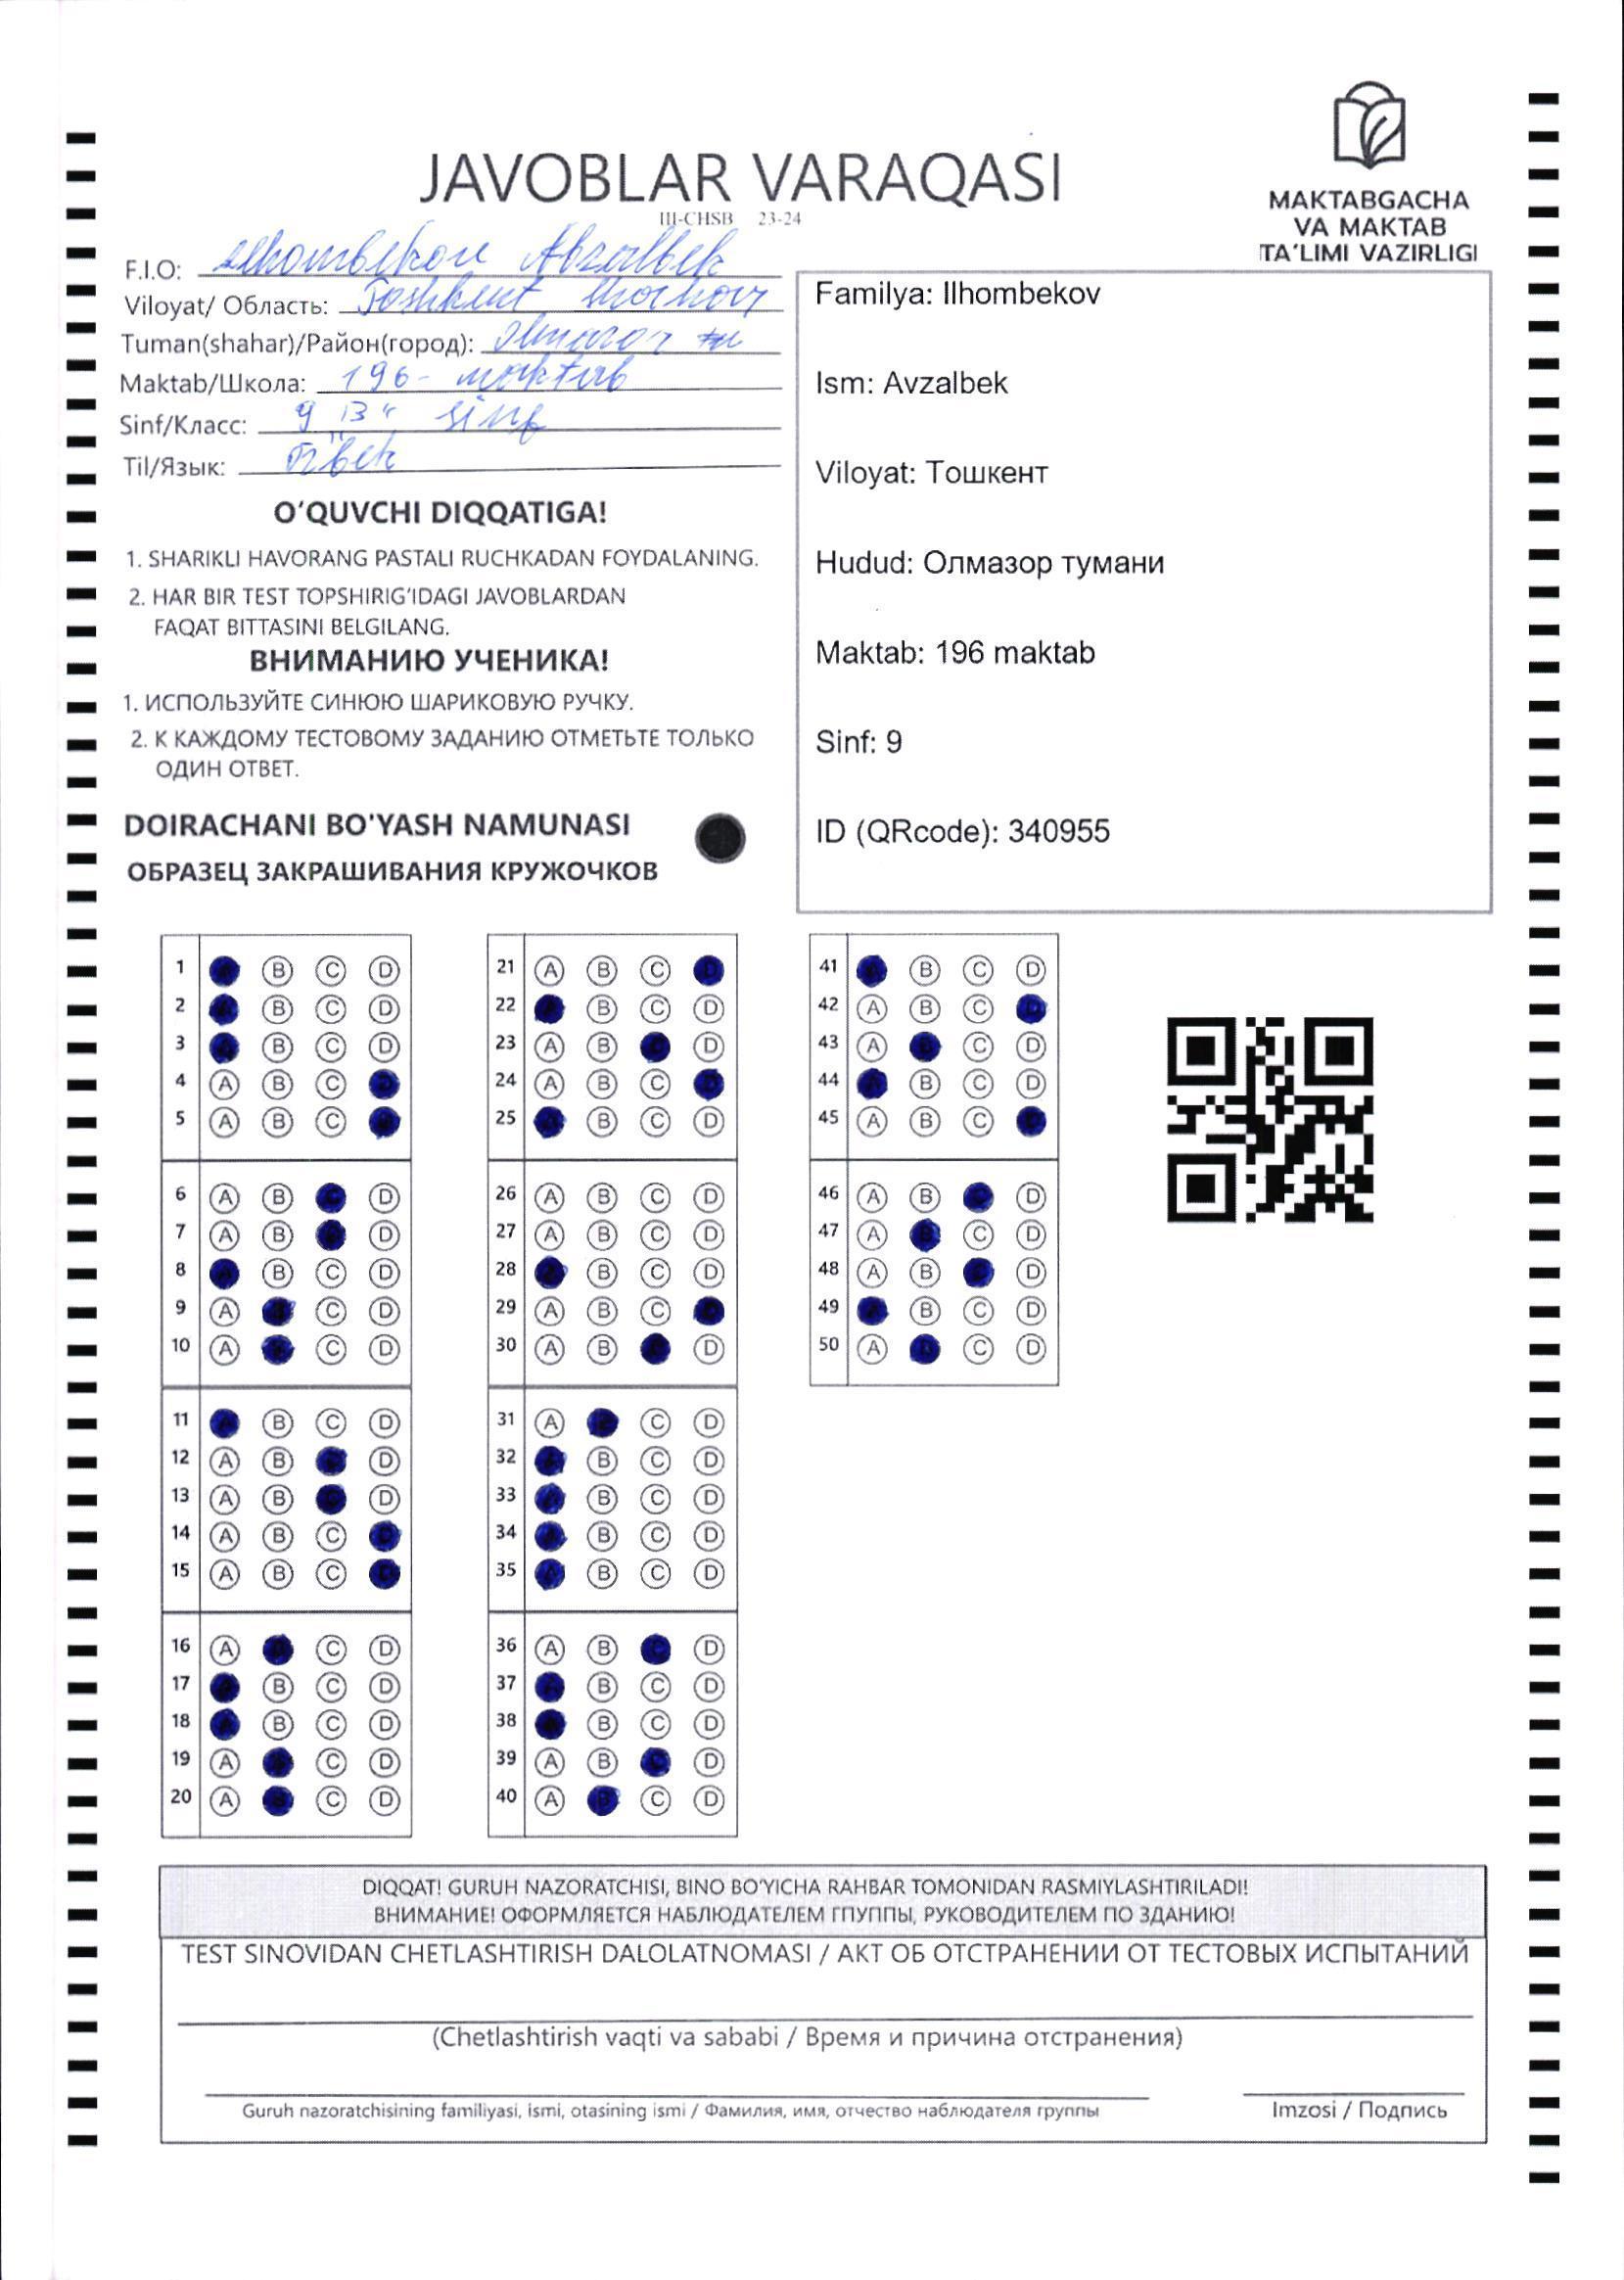 JAVOBLAR VARAQASI
III-CHSB 23-24
MAKTABGACHA
VA MAKTAB
TA'LIMI VAZIRLIGI
F.I.O: Ilhombekov Abzalbek
Viloyat/ Область: Toshkent shahar
Tuman(shahar)/Район(город): Olmazor
Maktab/Школа: 196- maktab
Sinf/Класс: 9 "B" sinf
Til/Язык: O'zbek
O'QUVCHI DIQQATIGA!
1. SHARIKLI HAVORANG PASTALI RUCHKADAN FOYDALANING.
2. HAR BIR TEST TOPSHIRIG'IDAGI JAVOBLARDAN
FAQAT BITTASINI BELGILANG.
ВНИМАНИЮ УЧЕНИКА!
1. ИСПОЛЬЗУЙТЕ СИНЮЮ ШАРИКОВУЮ РУЧКУ.
2. К КАЖДОМУ ТЕСТОВОМУ ЗАДАНИЮ ОТМЕТЬТЕ ТОЛЬКО
ОДИН ОТВЕТ.
DOIRACHANI BO'YASH NAMUNASI
ОБРАЗЕЦ ЗАКРАШИВАНИЯ КРУЖОЧКОВ
Familya: Ilhombekov
Ism: Avzalbek
Viloyat: Тошкент
Hudud: Олмазор тумани
Maktab: 196 maktab
Sinf: 9
ID (QRcode): 340955
1 B C D
2 B C D
3 B C D
4 A B C
5 A B C
6 A B D
7 A B D
8 B C D
9 A C D
10 A C D
11 B C D
12 A B D
13 A B D
14 A B C
15 A B C
16 A C D
17 B C D
18 B C D
19 A C D
20 A C D
21 A B C
22 B C D
23 A B D
24 A B C
25 B C D
26 A B C D
27 A B C D
28 B C D
29 A B C
30 A B D
31 A C D
32 B C D
33 B C D
34 B C D
35 B C D
36 A B D
37 B C D
38 B C D
39 A B D
40 A C D
41 B C D
42 A B C
43 A C D
44 B C D
45 A B C
46 A B D
47 A C D
48 A B D
49 B C D
50 A C D
DIQQAT! GURUH NAZORATCHISI, BINO BO'YICHA RAHBAR TOMONIDAN RASMIYLASHTIRILADI!
ВНИМАНИЕ! ОФОРМЛЯЕТСЯ НАБЛЮДАТЕЛЕМ ГПУППЫ, РУКОВОДИТЕЛЕМ ПО ЗДАНИЮ!
TEST SINOVIDAN CHETLASHTIRISH DALOLATNOMASI / АКТ ОБ ОТСТРАНЕНИИ ОТ ТЕСТОВЫХ ИСПЫТАНИЙ
(Chetlashtirish vaqti va sababi / Время и причина отстранения)
Guruh nazoratchisining familiyasi, ismi, otasining ismi / Фамилия, имя, отчество наблюдателя группы
Imzosi / Подпись